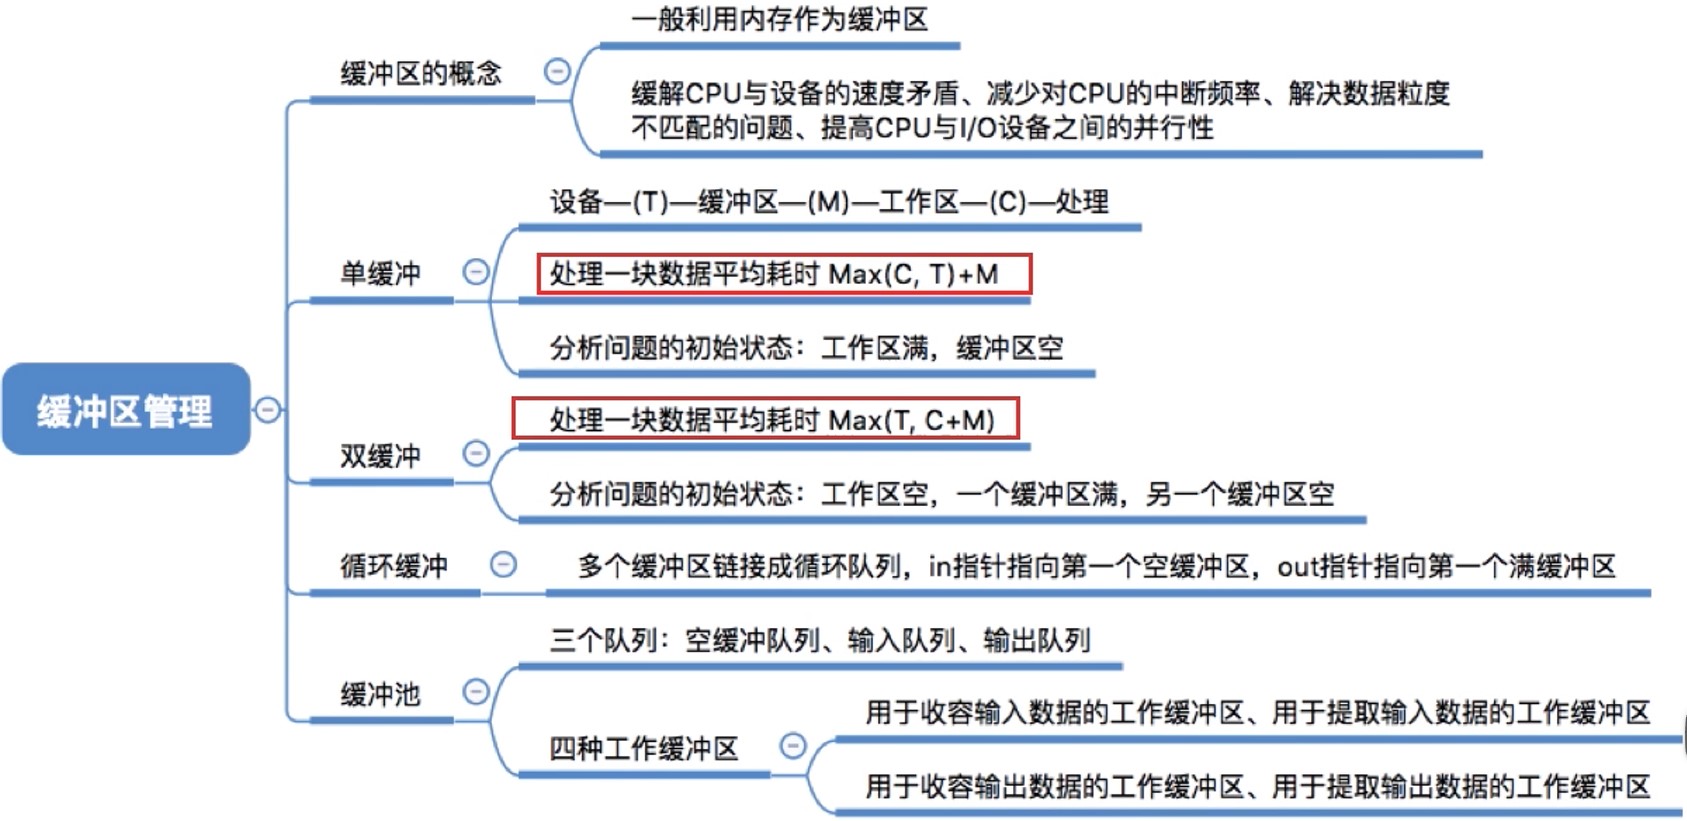 缓冲区管理
缓冲区的概念
一般利用内存作为缓冲区
缓解CPU与设备的速度矛盾、减少对CPU的中断频率、解决数据粒度
不匹配的问题、提高CPU与I/O设备之间的并行性
单缓冲
设备—(T)—缓冲区—(M)—工作区—(C)—处理
处理一块数据平均耗时 Max(C, T)+M
分析问题的初始状态：工作区满，缓冲区空
双缓冲
处理一块数据平均耗时 Max(T, C+M)
分析问题的初始状态：工作区空，一个缓冲区满，另一个缓冲区空
循环缓冲
多个缓冲区链接成循环队列，in指针指向第一个空缓冲区，out指针指向第一个满缓冲区
缓冲池
三个队列：空缓冲队列、输入队列、输出队列
四种工作缓冲区
用于收容输入数据的工作缓冲区、用于提取输入数据的工作缓冲区
用于收容输出数据的工作缓冲区、用于提取输出数据的工作缓冲区